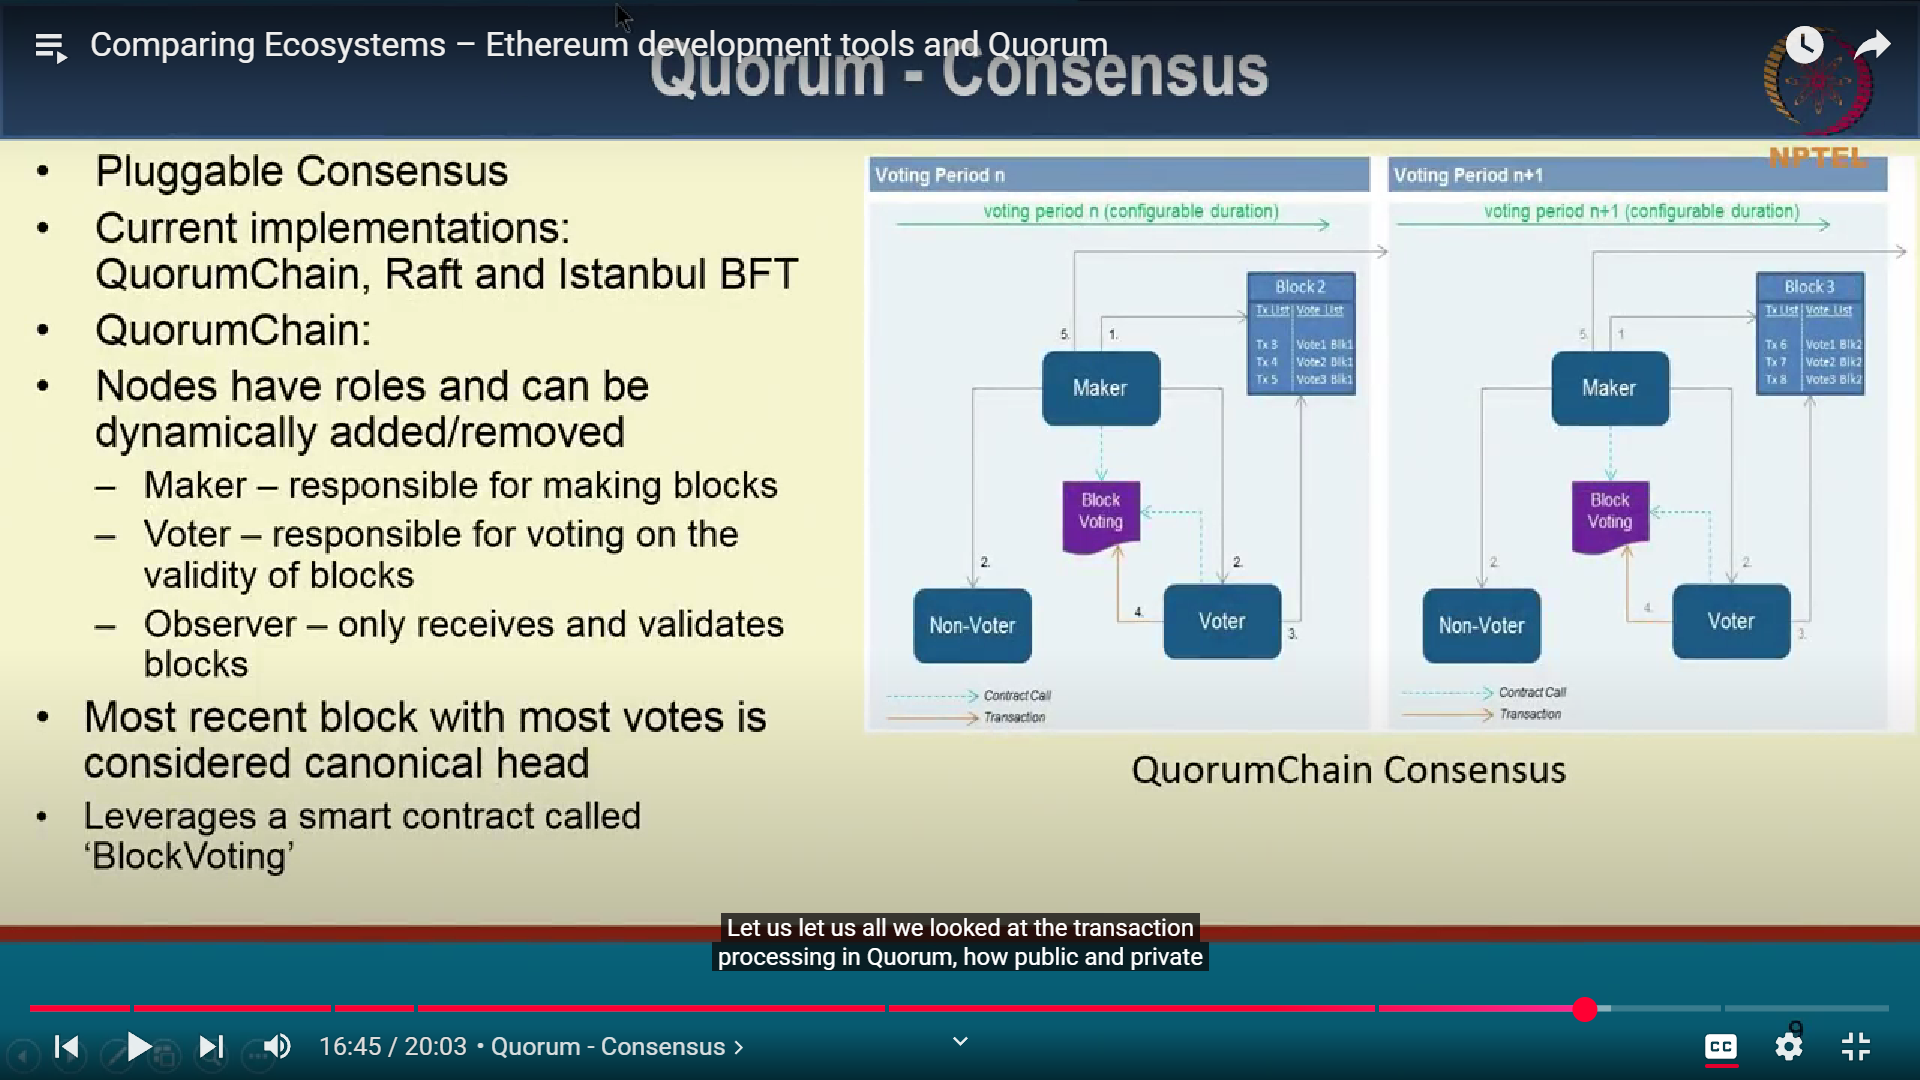 Comparing Ecosystems – Ethereum development tools and Quorum
Quorum - Consensus
NPTEL
• Pluggable Consensus
• Current implementations:
QuorumChain, Raft and Istanbul BFT
• QuorumChain:
• Nodes have roles and can be
dynamically added/removed
– Maker – responsible for making blocks
– Voter – responsible for voting on the
validity of blocks
– Observer – only receives and validates
blocks
• Most recent block with most votes is
considered canonical head
• Leverages a smart contract called
‘BlockVoting’
Voting Period n
voting period n (configurable duration)
Block 2
Tx List Vote List
Tx 3 Vote1 Blk1
Tx 4 Vote2 Blk1
Tx 5 Vote3 Blk1
5. 1.
Maker
Block
Voting
2. 2.
Non-Voter
4.
Voter
3.
Contract Call
Transaction
Voting Period n+1
voting period n+1 (configurable duration)
Block 3
Tx List Vote List
Tx 6 Vote1 Blk2
Tx 7 Vote2 Blk2
Tx 8 Vote3 Blk2
5. 1
Maker
Block
Voting
2. 2.
Non-Voter
4.
Voter
3.
Contract Call
Transaction
QuorumChain Consensus
Let us let us all we looked at the transaction
processing in Quorum, how public and private
9
16:45 / 20:03 • Quorum - Consensus
CC